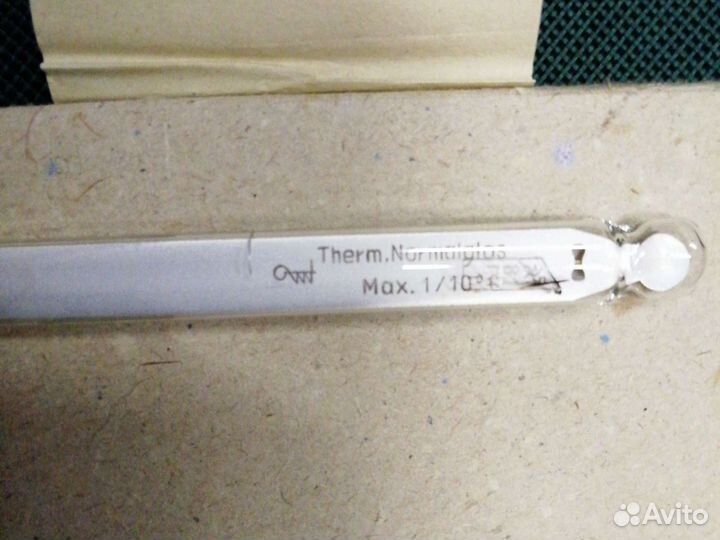 Therm.Normalglas
Max. 1/10°C
Avito